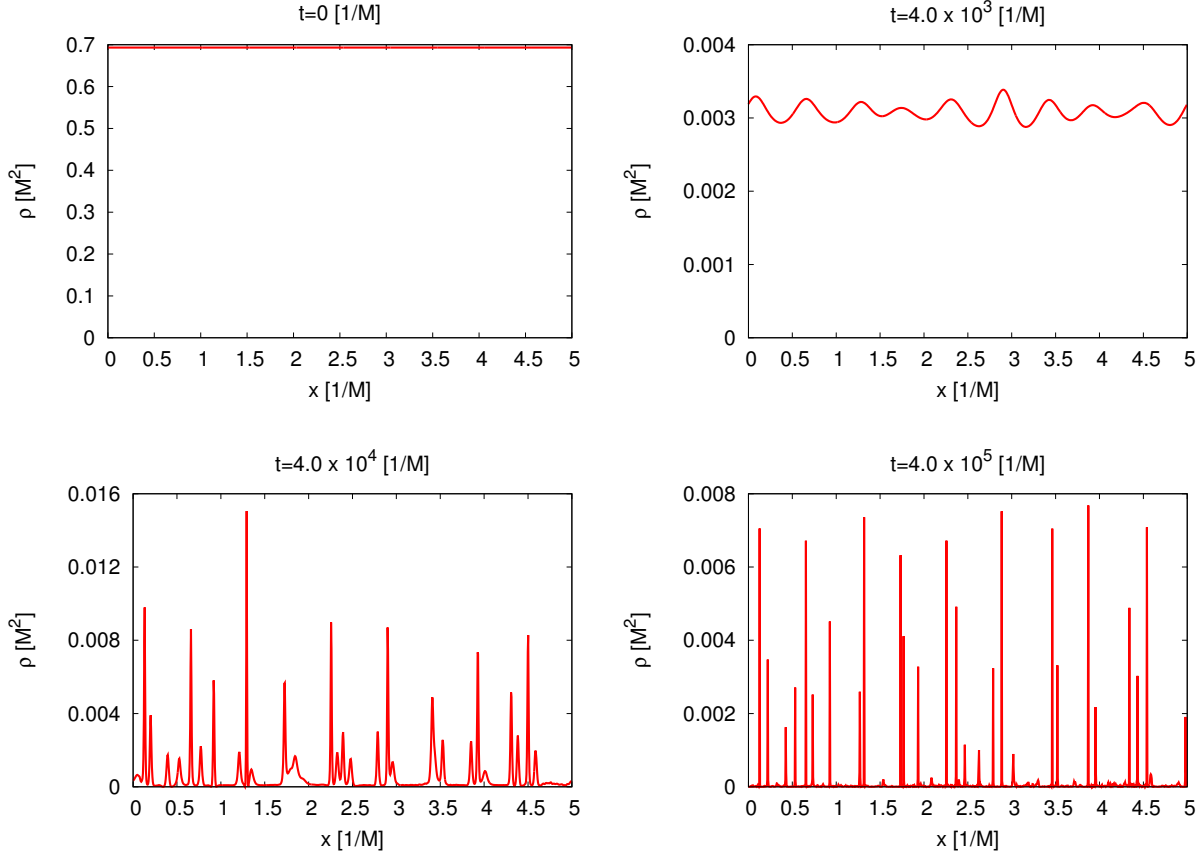 t=0 [1/M]
ρ [M²]
0.7
0.6
0.5
0.4
0.3
0.2
0.1
0
0 0.5 1 1.5 2 2.5 3 3.5 4 4.5 5
x [1/M]
t=4.0 x 10³ [1/M]
ρ [M²]
0.004
0.003
0.002
0.001
0
0 0.5 1 1.5 2 2.5 3 3.5 4 4.5 5
x [1/M]
t=4.0 x 10⁴ [1/M]
ρ [M²]
0.016
0.012
0.008
0.004
0
0 0.5 1 1.5 2 2.5 3 3.5 4 4.5 5
x [1/M]
t=4.0 x 10⁵ [1/M]
ρ [M²]
0.008
0.006
0.004
0.002
0
0 0.5 1 1.5 2 2.5 3 3.5 4 4.5 5
x [1/M]